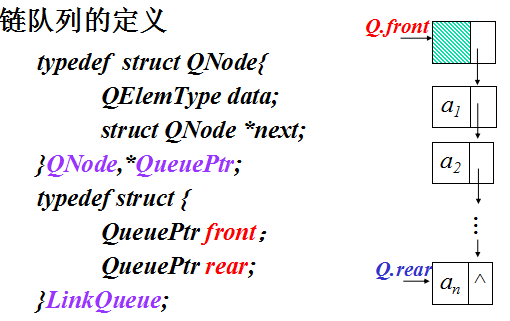 链队列的定义
typedef struct QNode{
QElemType data;
struct QNode *next;
}QNode,*QueuePtr;
typedef struct {
QueuePtr front；
QueuePtr rear;
}LinkQueue;
Q.front
a1
a2
⋮
Q.rear
an ^